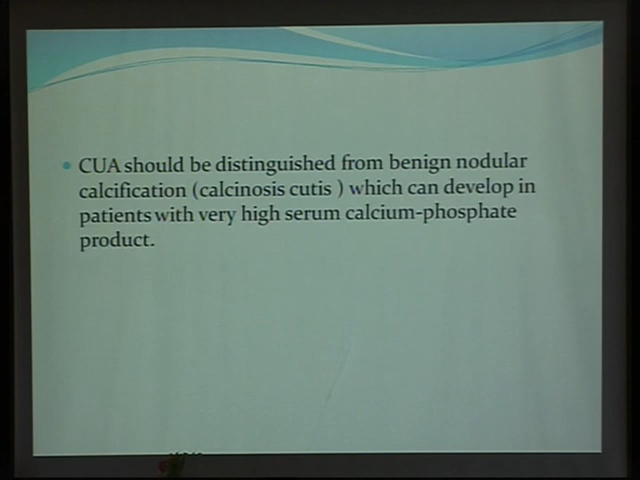 CUA should be distinguished from benign nodular
calcification (calcinosis cutis ) which can develop in
patients with very high serum calcium-phosphate
product.